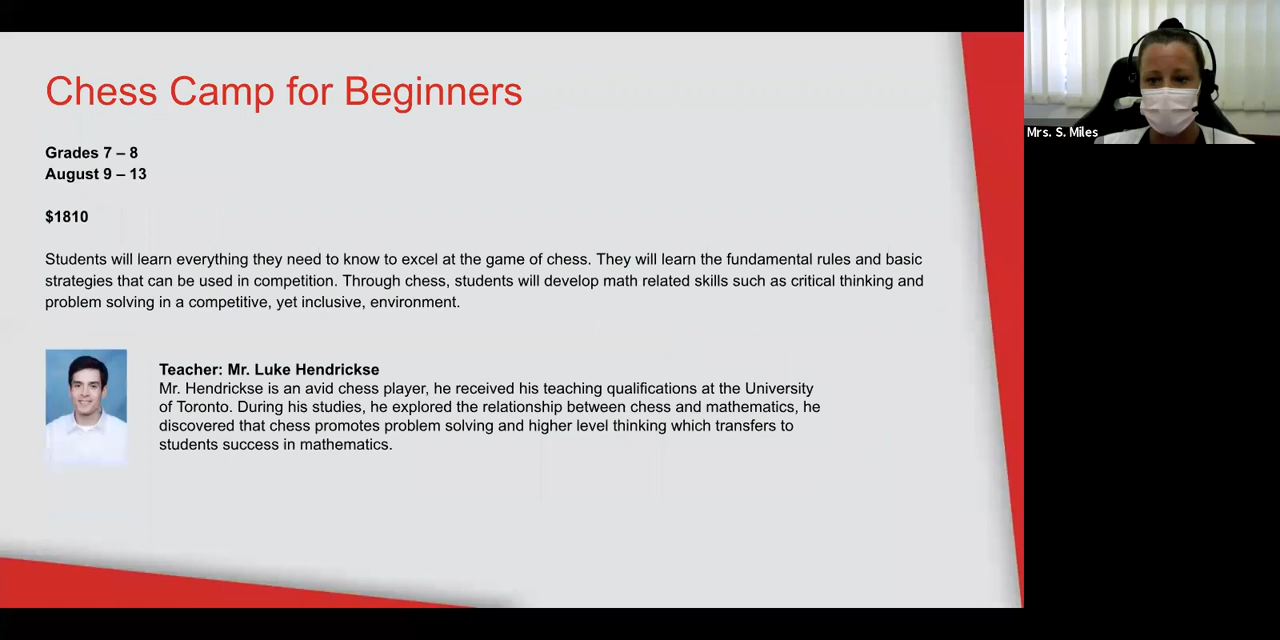 Chess Camp for Beginners
Grades 7 – 8
August 9 – 13
$1810
Students will learn everything they need to know to excel at the game of chess. They will learn the fundamental rules and basic
strategies that can be used in competition. Through chess, students will develop math related skills such as critical thinking and
problem solving in a competitive, yet inclusive, environment.
Teacher: Mr. Luke Hendrickse
Mr. Hendrickse is an avid chess player, he received his teaching qualifications at the University
of Toronto. During his studies, he explored the relationship between chess and mathematics, he
discovered that chess promotes problem solving and higher level thinking which transfers to
students success in mathematics.
Mrs. S. Miles